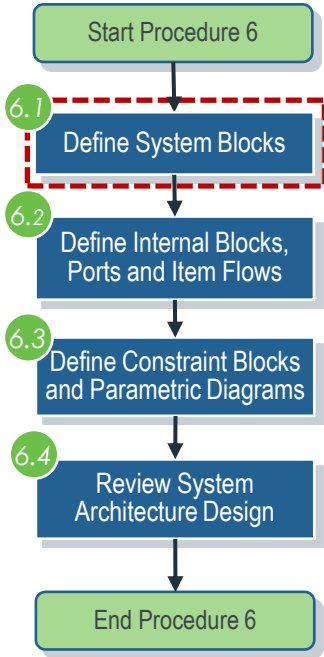 Start Procedure 6
6.1
Define System Blocks
6.2
Define Internal Blocks,
Ports and Item Flows
6.3
Define Constraint Blocks
and Parametric Diagrams
6.4
Review System
Architecture Design
End Procedure 6